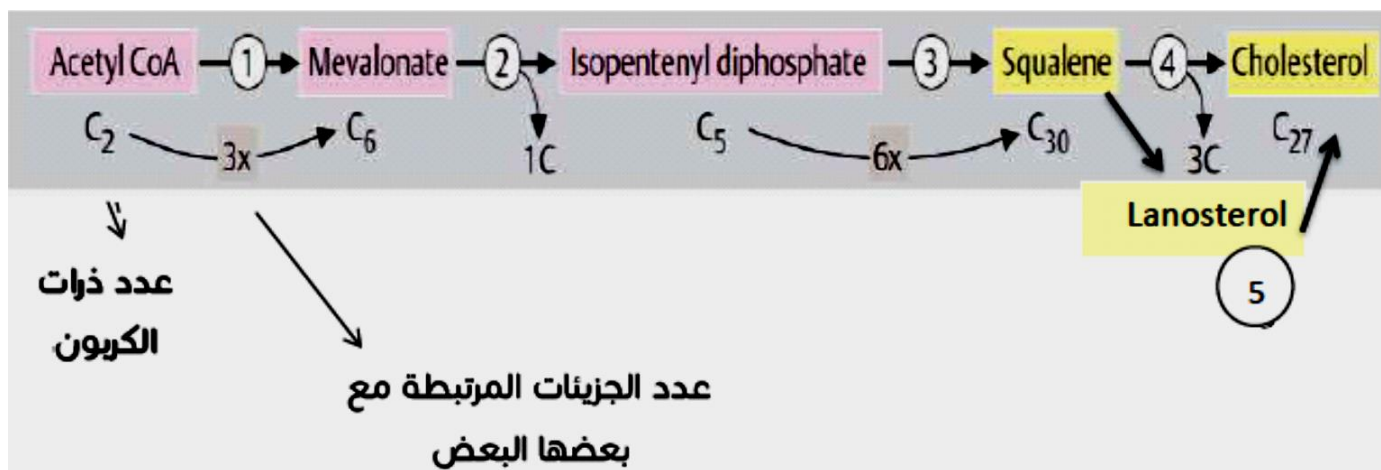 Acetyl CoA 1 Mevalonate 2 Isopentenyl diphosphate 3 Squalene 4 Cholesterol
C₂ 3x C₆ 1C C₅ 6x C₃₀ 3C C₂₇
Lanosterol
5
عدد ذرات
الكربون
عدد الجزيئات المرتبطة مع
بعضها البعض